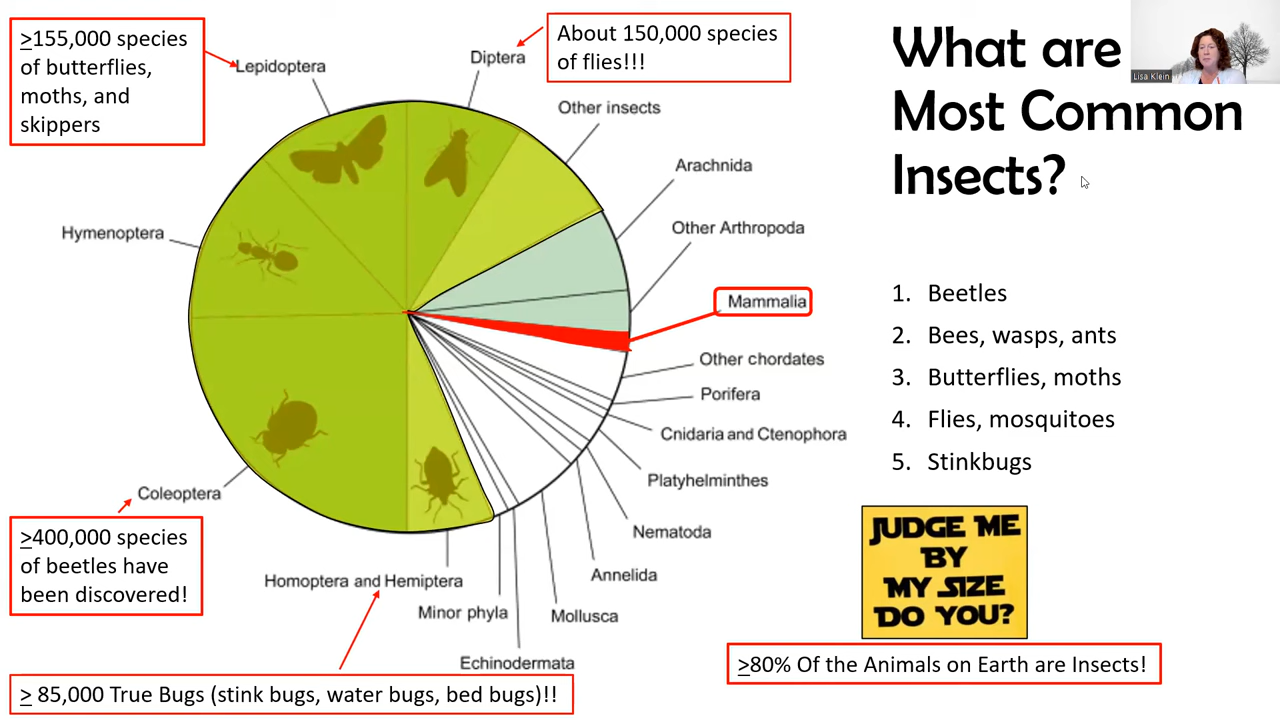 ≥155,000 species
of butterflies,
moths, and
skippers
Lepidoptera
Diptera
About 150,000 species
of flies!!!
What are
Most Common
Insects?
Lisa Klein
Other insects
Arachnida
Other Arthropoda
Mammalia
Other chordates
Porifera
Cnidaria and Ctenophora
Platyhelminthes
Nematoda
Annelida
Mollusca
Echinodermata
Minor phyla
Homoptera and Hemiptera
Coleoptera
Hymenoptera
≥400,000 species
of beetles have
been discovered!
≥ 85,000 True Bugs (stink bugs, water bugs, bed bugs)!!
1. Beetles
2. Bees, wasps, ants
3. Butterflies, moths
4. Flies, mosquitoes
5. Stinkbugs
JUDGE ME
BY
MY SIZE
DO YOU?
≥80% Of the Animals on Earth are Insects!